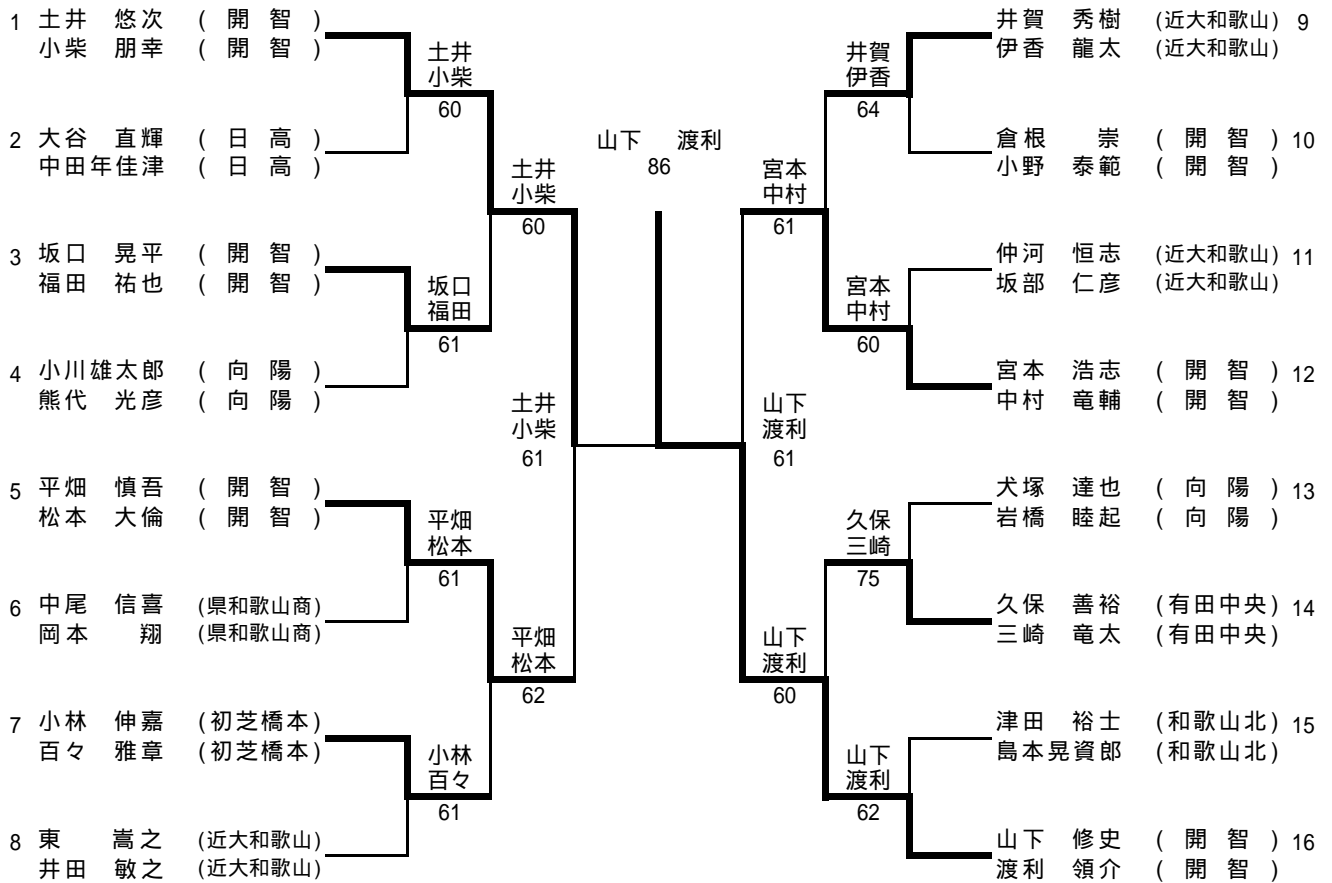 1 土井 悠次 ( 開 智 )
小柴 朋幸 ( 開 智 )
2 大谷 直輝 ( 日 高 )
中田年佳津 ( 日 高 )
3 坂口 晃平 ( 開 智 )
福田 祐也 ( 開 智 )
4 小川雄太郎 ( 向 陽 )
熊代 光彦 ( 向 陽 )
5 平畑 慎吾 ( 開 智 )
松本 大倫 ( 開 智 )
6 中尾 信喜 (県和歌山商)
岡本 翔 (県和歌山商)
7 小林 伸嘉 (初芝橋本)
百々 雅章 (初芝橋本)
8 東 嵩之 (近大和歌山)
井田 敏之 (近大和歌山)
土井
小柴
60
坂口
福田
61
平畑
松本
61
小林
百々
61
土井
小柴
60
平畑
松本
62
土井
小柴
61
山下 渡利
86
山下
渡利
61
宮本
中村
61
山下
渡利
60
井賀
伊香
64
宮本
中村
60
久保
三崎
75
山下
渡利
62
井賀 秀樹 (近大和歌山) 9
伊香 龍太 (近大和歌山)
倉根 崇 ( 開 智 ) 10
小野 泰範 ( 開 智 )
仲河 恒志 (近大和歌山) 11
坂部 仁彦 (近大和歌山)
宮本 浩志 ( 開 智 ) 12
中村 竜輔 ( 開 智 )
犬塚 達也 ( 向 陽 ) 13
岩橋 睦起 ( 向 陽 )
久保 善裕 (有田中央) 14
三崎 竜太 (有田中央)
津田 裕士 (和歌山北) 15
島本晃資郎 (和歌山北)
山下 修史 ( 開 智 ) 16
渡利 領介 ( 開 智 )